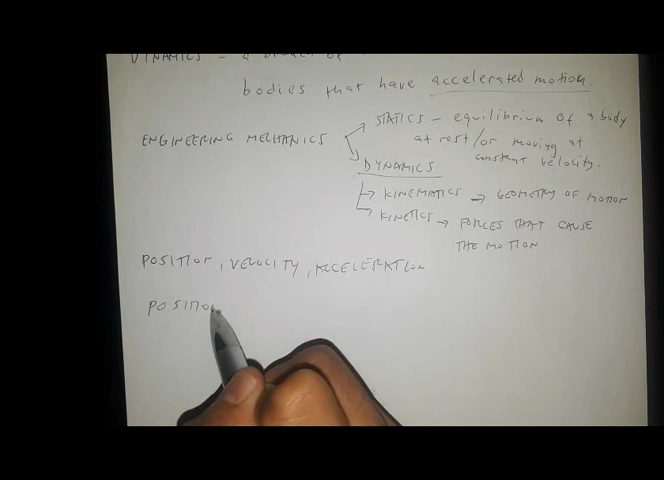 DYNAMICS - a
bodies that have accelerated motion.
STATICS - equilibrium of a body
ENGINEERING MECHANICS
at rest/or moving at
constant velocity.
DYNAMICS
KINEMATICS → GEOMETRY OF MOTION
KINETICS → FORCES THAT CAUSE
THE MOTION
POSITION, VELOCITY, ACCELERATION
POSITIO